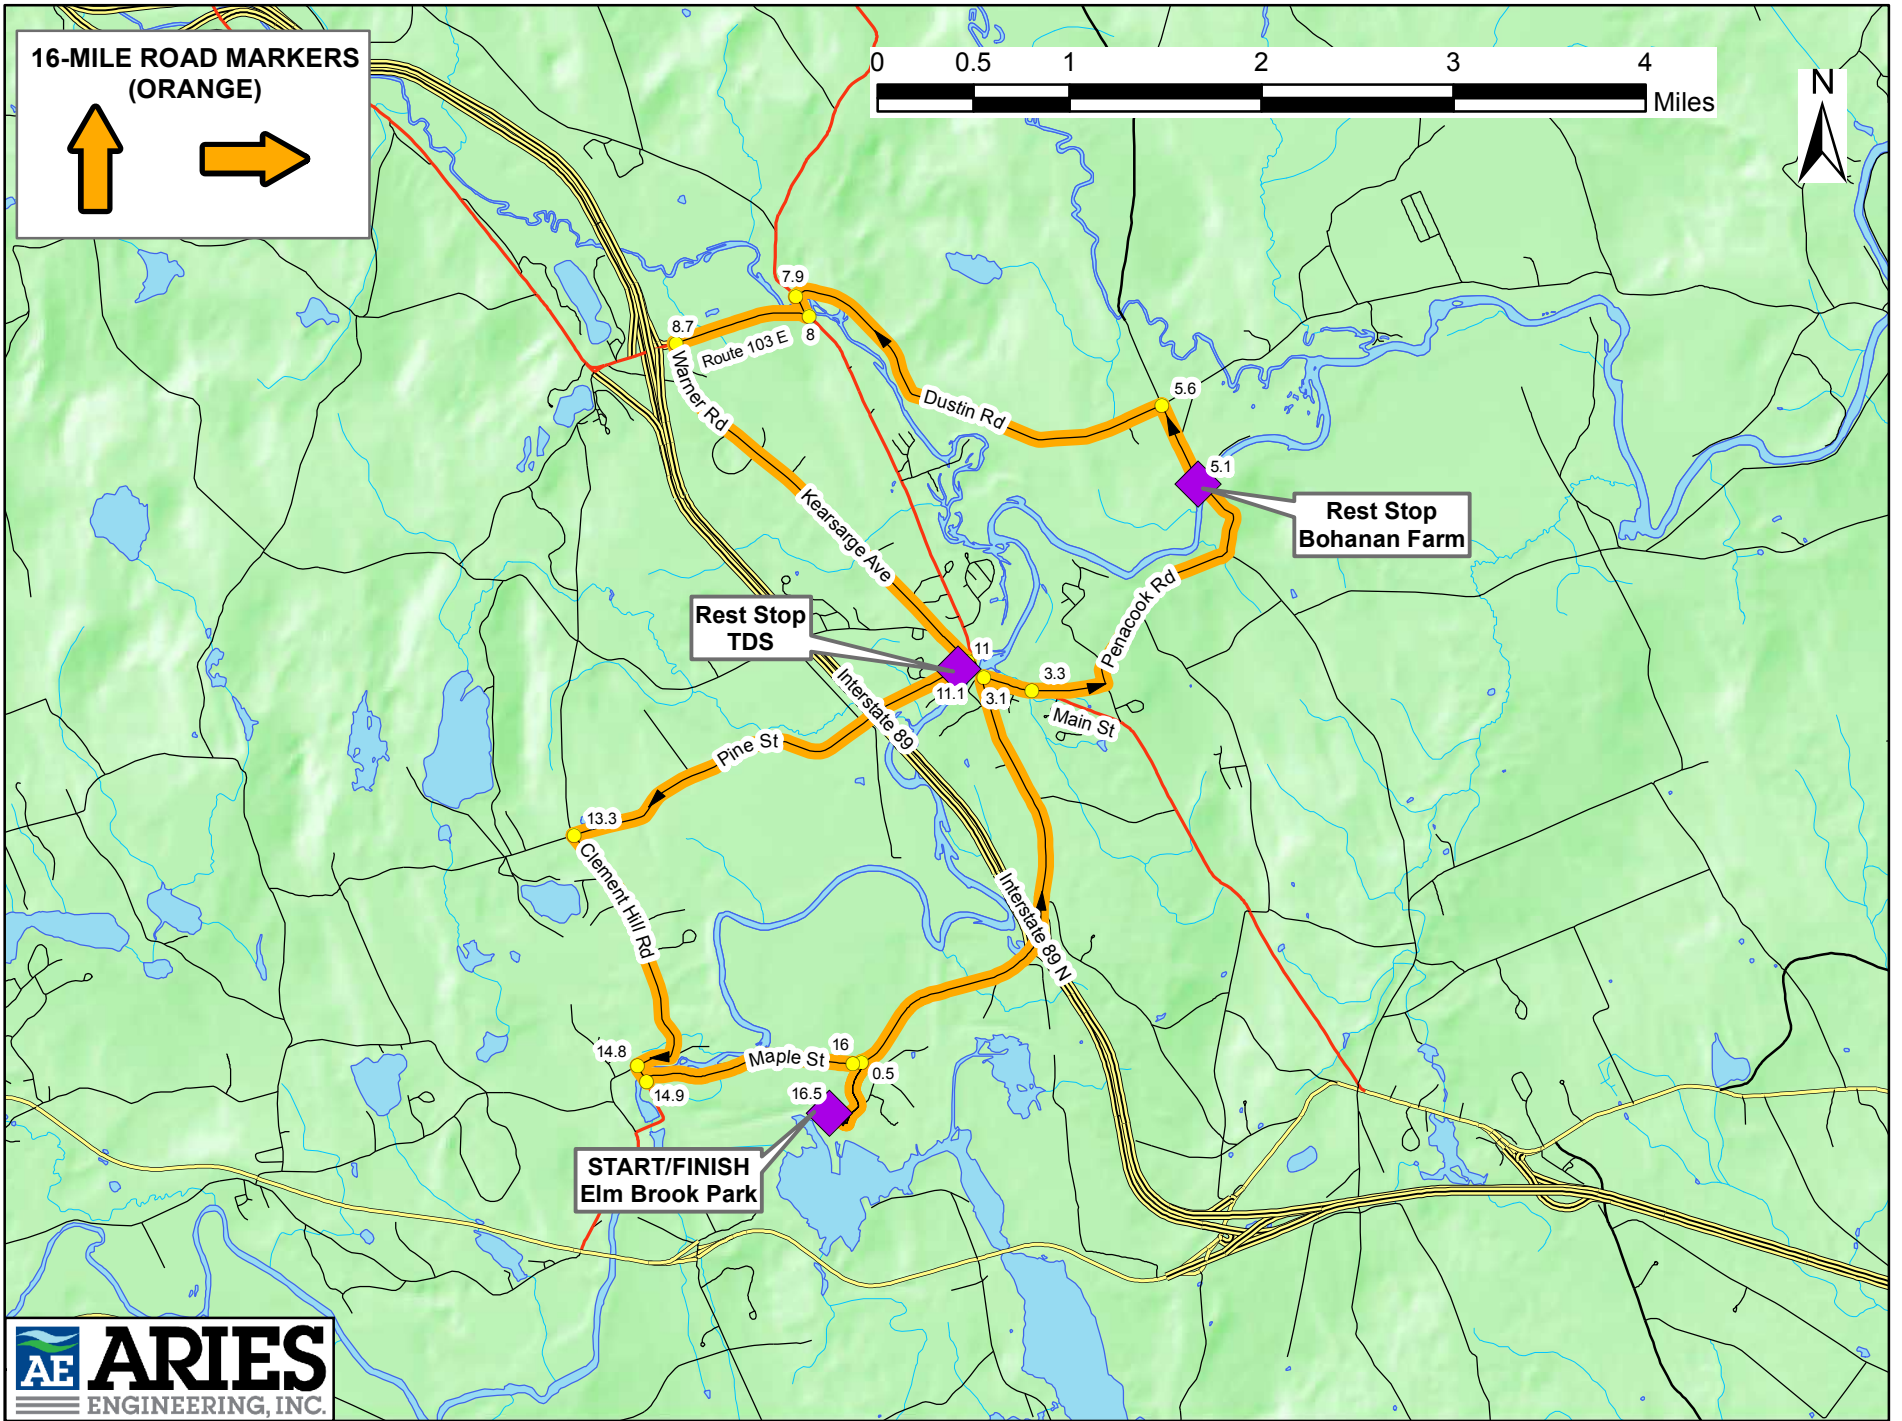 16-MILE ROAD MARKERS
(ORANGE)
0 0.5 1 2 3 4
Miles
N
7.9
8.7
8
Route 103 E
Warner Rd
Dustin Rd
5.6
5.1
Rest Stop
Bohanan Farm
Kearsarge Ave
Penacook Rd
Rest Stop
TDS
11
11.1
3.1
3.3
Main St
Interstate 89
Pine St
13.3
Clement Hill Rd
Interstate 89 N
14.8
14.9
Maple St
16
0.5
16.5
START/FINISH
Elm Brook Park
AE ARIES
ENGINEERING, INC.